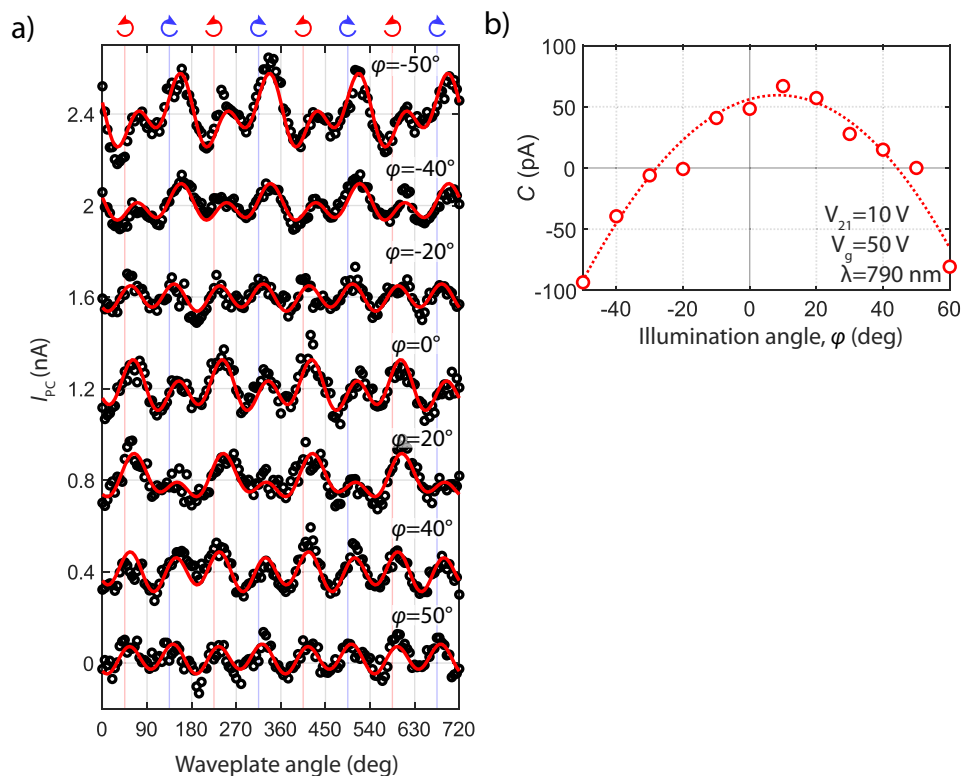 a)
φ=-50°
2.4
φ=-40°
2
φ=-20°
1.6
φ=0°
1.2
φ=20°
0.8
φ=40°
0.4
φ=50°
0
I_PC (nA)
0 90 180 270 360 450 540 630 720
Waveplate angle (deg)
b)
100
50
0
-50
-100
C (pA)
V_21=10 V
V_g=50 V
λ=790 nm
-40 -20 0 20 40 60
Illumination angle, φ (deg)